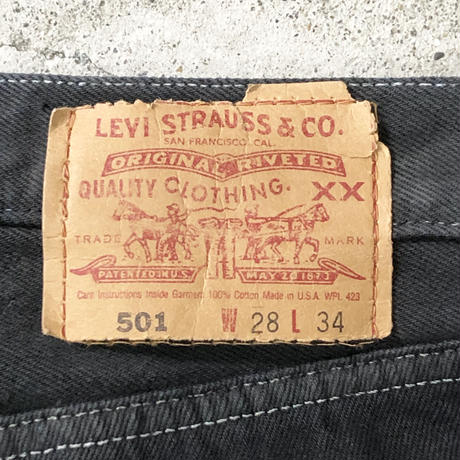 LEVI STRAUSS & CO.
SAN FRANCISCO, CAL.
ORIGINAL RIVETED
QUALITY CLOTHING. XX
TRADE MARK
PATENTED IN U.S. MAY 20 1873
Care Instructions Inside Garment 100% Cotton Made in U.S.A. WPL 423
501 W 28 L 34